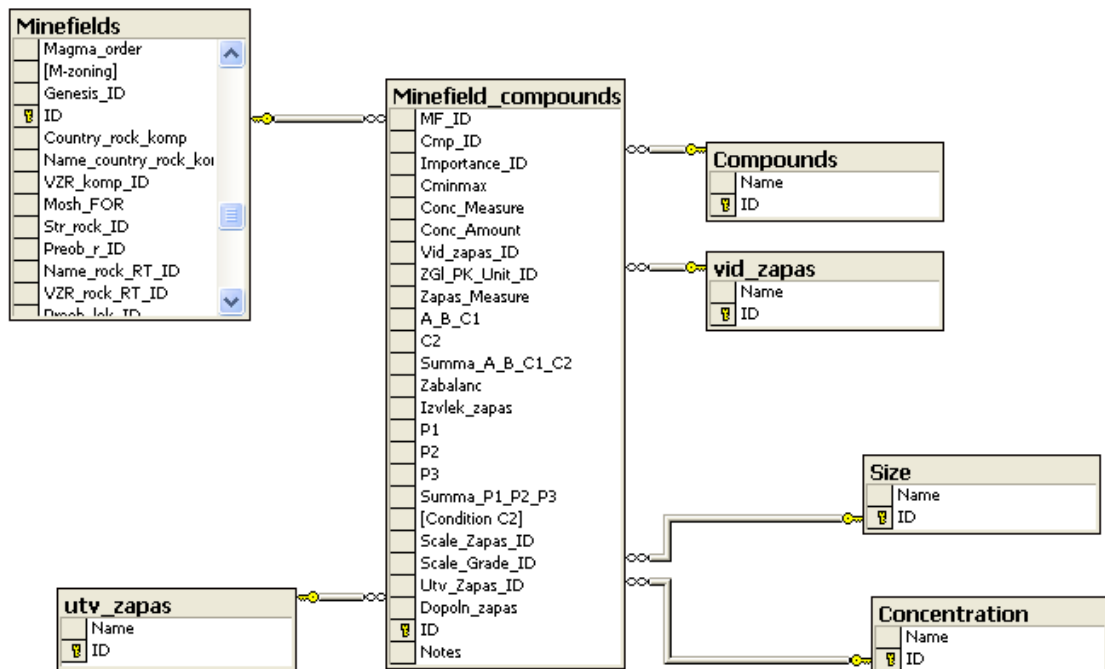 Minefields
Magma_order
[M-zoning]
Genesis_ID
ID
Country_rock_komp
Name_country_rock_kor
VZR_komp_ID
Mosh_FOR
Str_rock_ID
Preob_r_ID
Name_rock_RT_ID
VZR_rock_RT_ID
Minefield_compounds
MF_ID
Cmp_ID
Importance_ID
Cminmax
Conc_Measure
Conc_Amount
Vid_zapas_ID
ZGl_PK_Unit_ID
Zapas_Measure
A_B_C1
C2
Summa_A_B_C1_C2
Zabalanc
Izvlek_zapas
P1
P2
P3
Summa_P1_P2_P3
[Condition C2]
Scale_Zapas_ID
Scale_Grade_ID
Utv_Zapas_ID
Dopoln_zapas
ID
Notes
Compounds
Name
ID
vid_zapas
Name
ID
Size
Name
ID
utv_zapas
Name
ID
Concentration
Name
ID